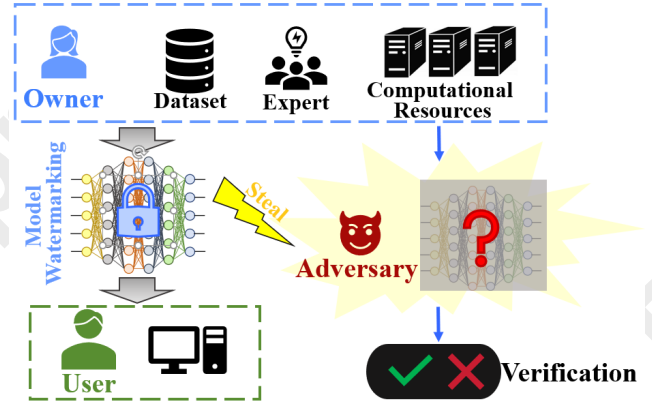 Owner
Dataset
Expert
Computational
Resources
Model
Watermarking
Steal
?
Adversary
User
Verification